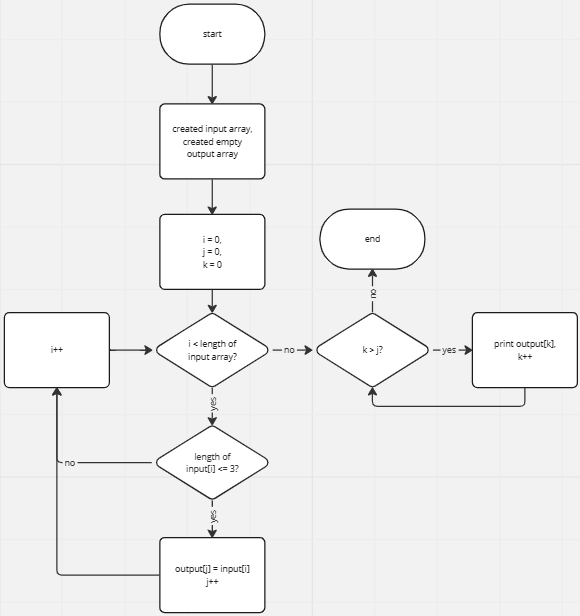 start
created input array,
created empty
output array
i = 0,
j = 0,
k = 0
end
i++
i < length of
input array?
no
k > j?
no
yes
print output[k],
k++
yes
length of
input[i] <= 3?
no
yes
output[j] = input[i]
j++